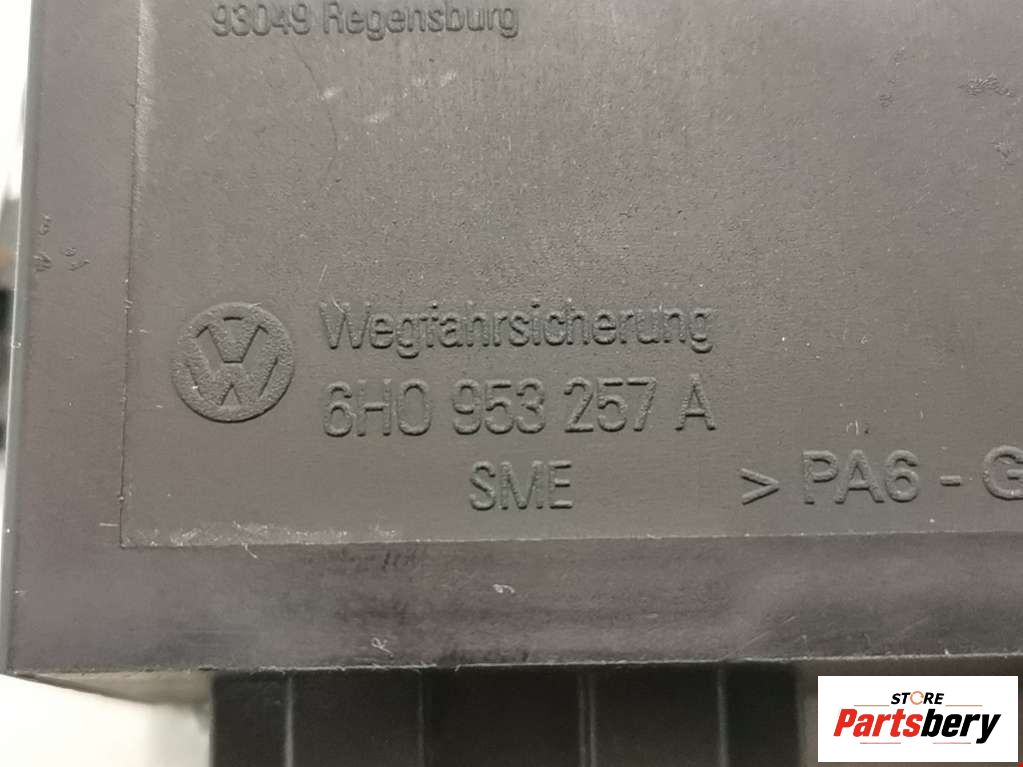 93049 Regensburg
Wegfahrsicherung
6H0 953 257 A
SME
> PA6 - G
STORE
Partsbery